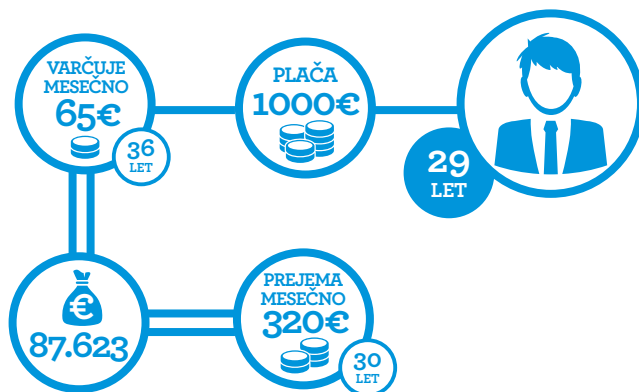 VARČUJE
MESEČNO
65€
36
LET
PLAČA
1000€
29
LET
€
87.623
PREJEMA
MESEČNO
320€
30
LET